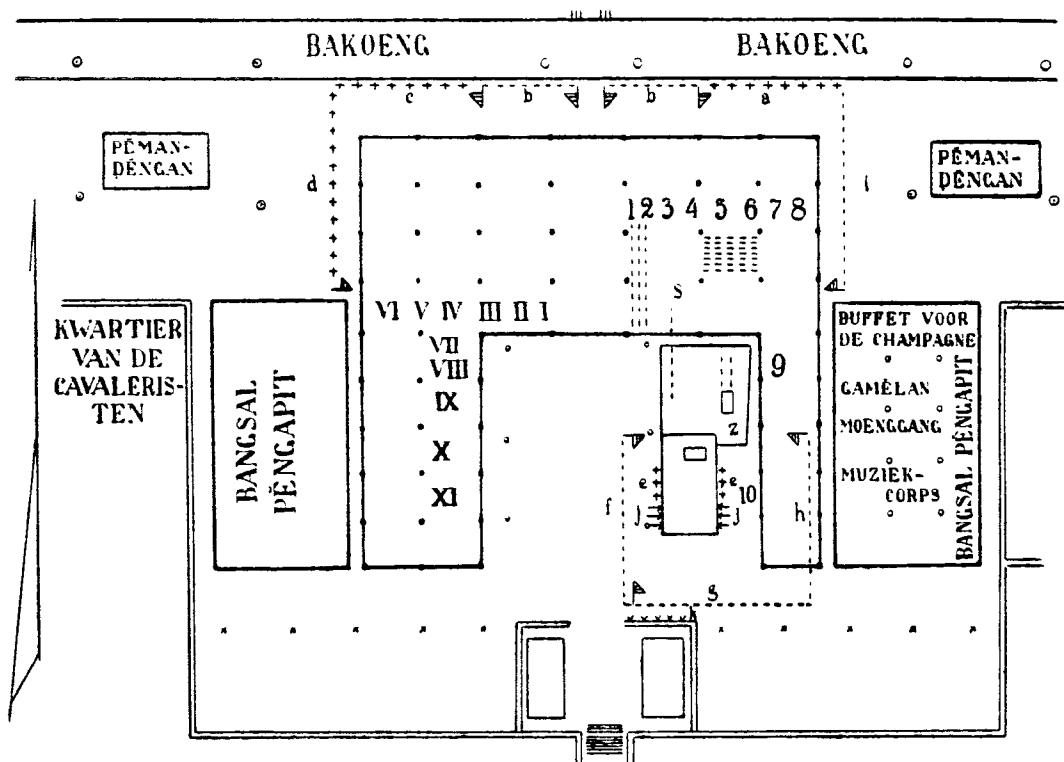 BAKOENG
BAKOENG
c
b
b
a
PĔMAN-
DĔNGAN
d
PĔMAN-
DĔNGAN
i
1 2 3 4 5 6 7 8
S
VI V IV III II I
VII
VIII
IX
X
XI
KWARTIER
VAN DE
CAVALERIS-
TEN
BANGSAL
PĔNGAPIT
9
z
e
e
10
f
j
j
h
g
BUFFET VOOR
DE CHAMPAGNE
GAMĔLAN
MOENGGANG
MUZIEK-
CORPS
BANGSAL PĔNGAPIT